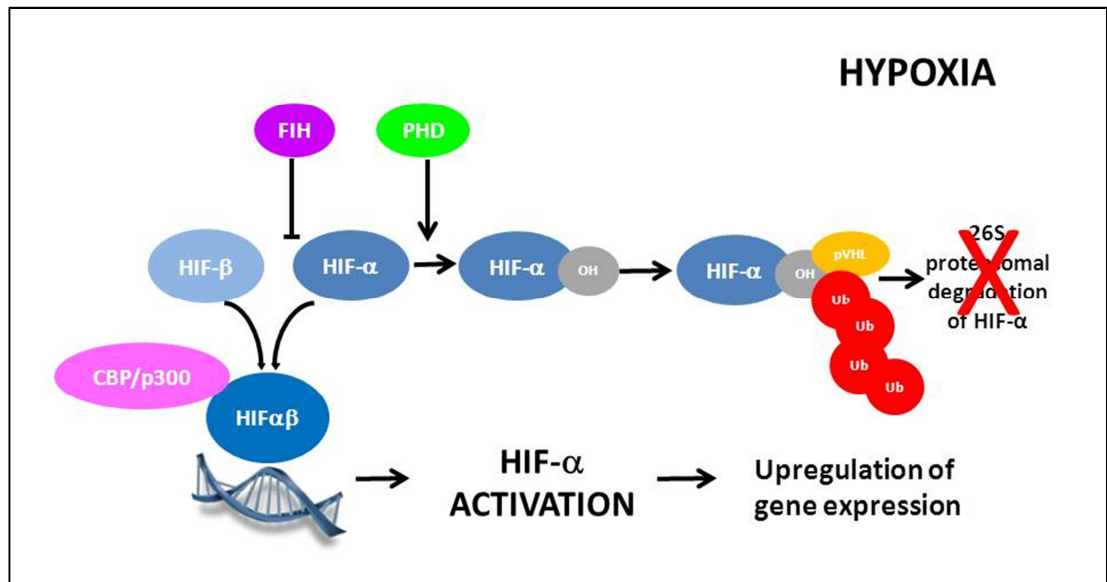 HYPOXIA
FIH
PHD
HIF-β
HIF-α
HIF-α
OH
HIF-α
OH
pVHL
Ub
Ub
Ub
Ub
26S
proteasomal
degradation
of HIF-α
CBP/p300
HIFαβ
HIF-α
ACTIVATION
Upregulation of
gene expression